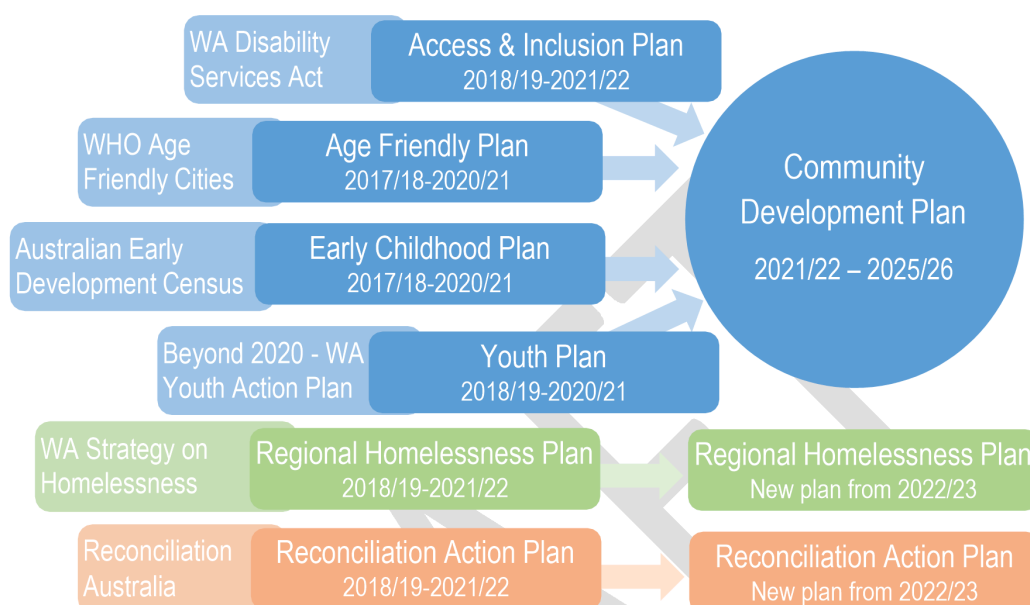 WA Disability
Services Act
Access & Inclusion Plan
2018/19-2021/22
WHO Age
Friendly Cities
Age Friendly Plan
2017/18-2020/21
Australian Early
Development Census
Early Childhood Plan
2017/18-2020/21
Beyond 2020 - WA
Youth Action Plan
Youth Plan
2018/19-2020/21
Community
Development Plan
2021/22 – 2025/26
WA Strategy on
Homelessness
Regional Homelessness Plan
2018/19-2021/22
Regional Homelessness Plan
New plan from 2022/23
Reconciliation
Australia
Reconciliation Action Plan
2018/19-2021/22
Reconciliation Action Plan
New plan from 2022/23